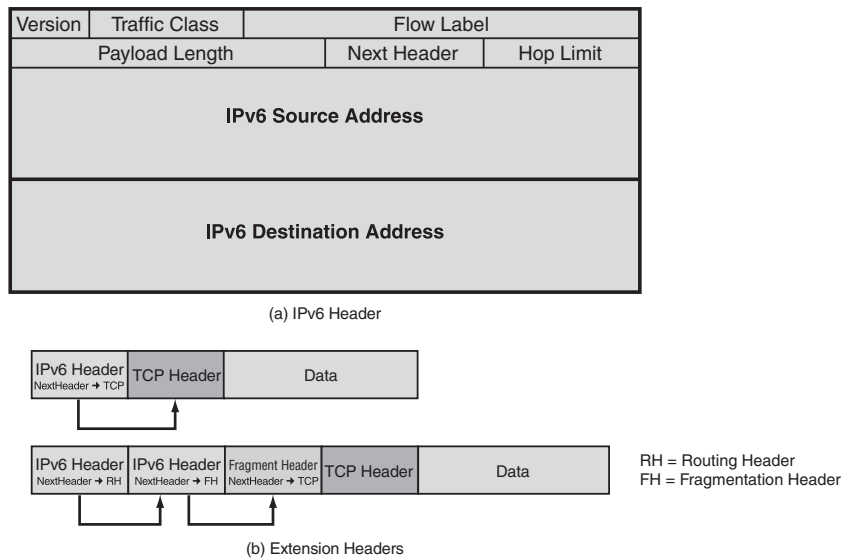 Version Traffic Class Flow Label
Payload Length Next Header Hop Limit
IPv6 Source Address
IPv6 Destination Address
(a) IPv6 Header
IPv6 Header TCP Header Data
NextHeader → TCP
IPv6 Header IPv6 Header Fragment Header TCP Header Data
NextHeader → RH NextHeader → FH NextHeader → TCP
RH = Routing Header
FH = Fragmentation Header
(b) Extension Headers